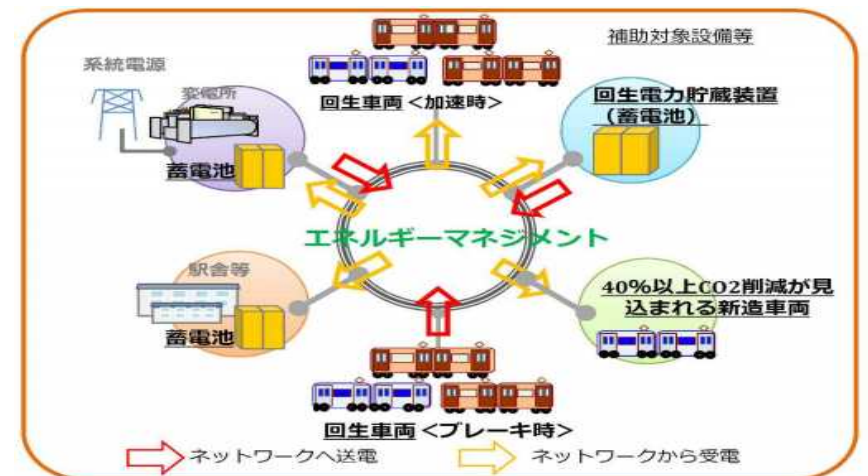 補助対象設備等
系統電源
変電所
蓄電池
回生車両<加速時>
回生電力貯蔵装置
(蓄電池)
エネルギーマネジメント
駅舎等
蓄電池
40%以上CO2削減が見
込まれる新造車両
回生車両<ブレーキ時>
ネットワークへ送電
ネットワークから受電